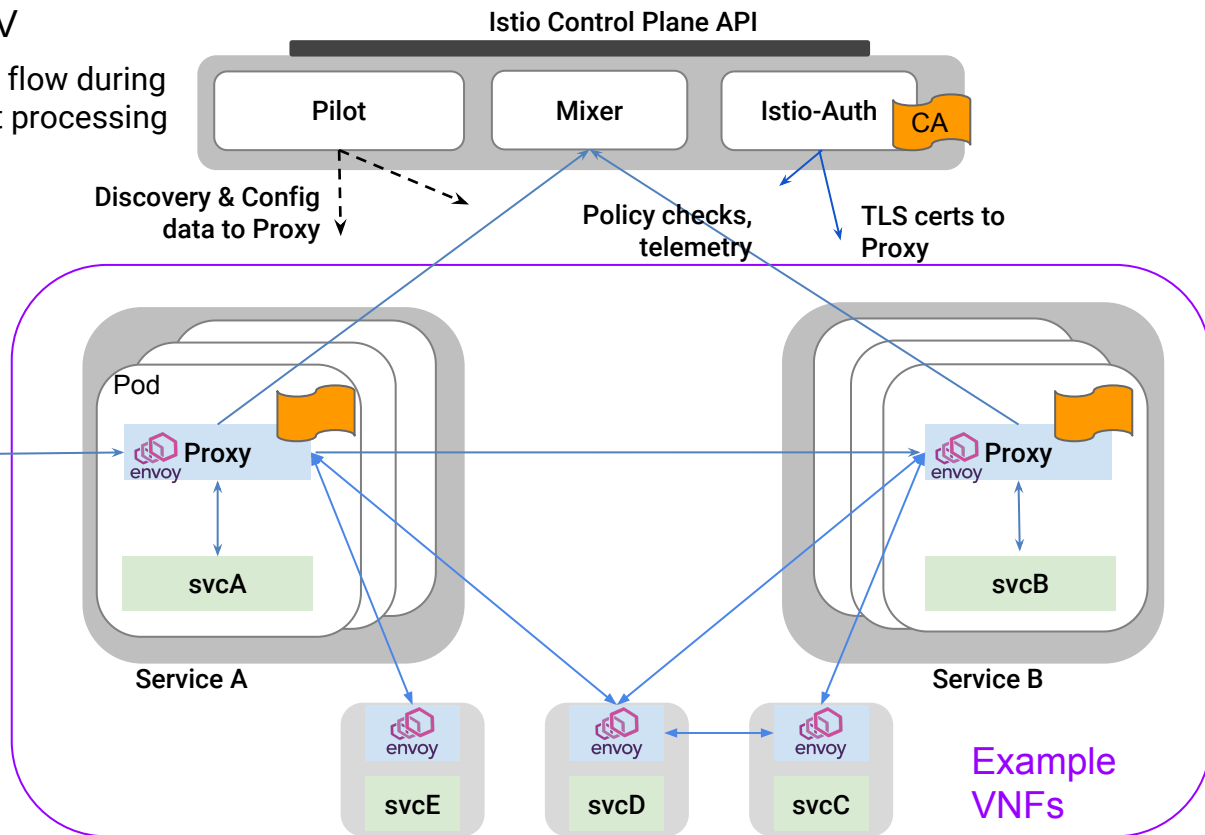 V
Istio Control Plane API
flow during
t processing
Pilot
Mixer
Istio-Auth
CA
Discovery & Config
data to Proxy
Policy checks,
telemetry
TLS certs to
Proxy
Pod
Proxy
envoy
svcA
Service A
Proxy
envoy
svcB
Service B
envoy
svcE
envoy
svcD
envoy
svcC
Example
VNFs